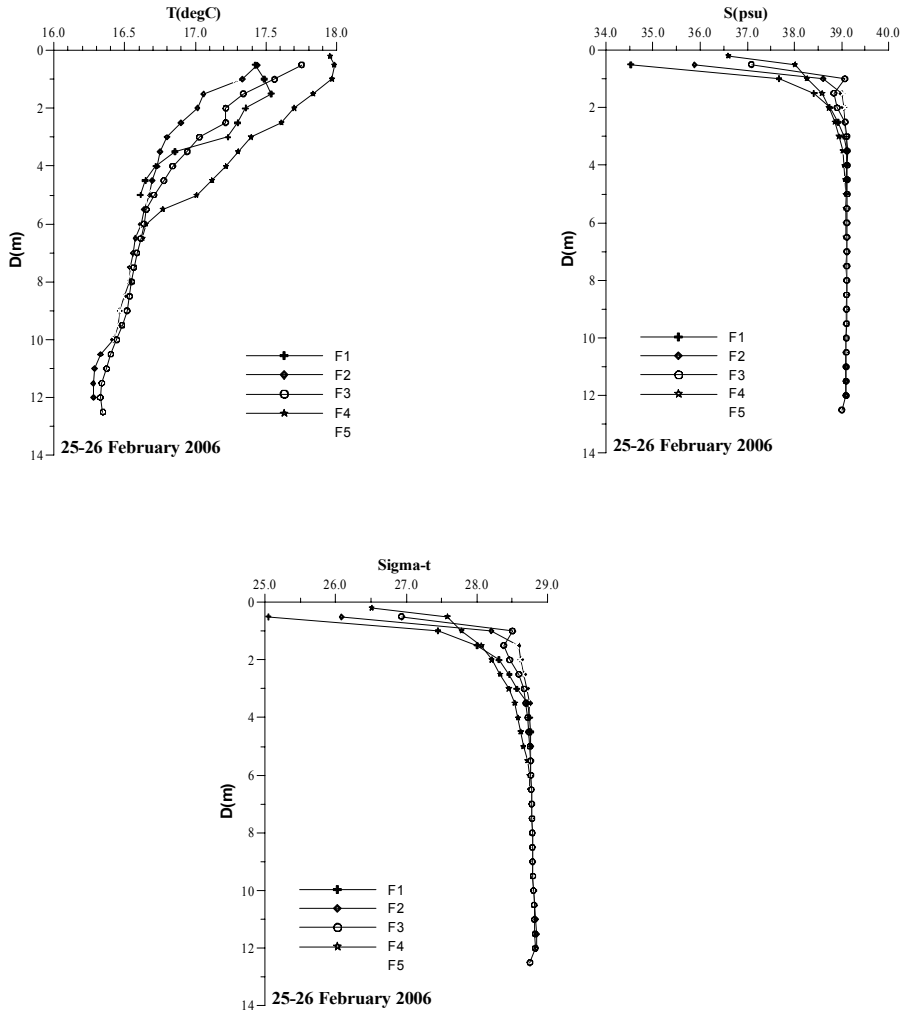 T(degC)
16.0 16.5 17.0 17.5 18.0
0
2
4
6
8
10
12
14
D(m)
F1
F2
F3
F4
F5
25-26 February 2006
S(psu)
34.0 35.0 36.0 37.0 38.0 39.0 40.0
0
2
4
6
8
10
12
14
D(m)
F1
F2
F3
F4
F5
25-26 February 2006
Sigma-t
25.0 26.0 27.0 28.0 29.0
0
2
4
6
8
10
12
14
D(m)
F1
F2
F3
F4
F5
25-26 February 2006